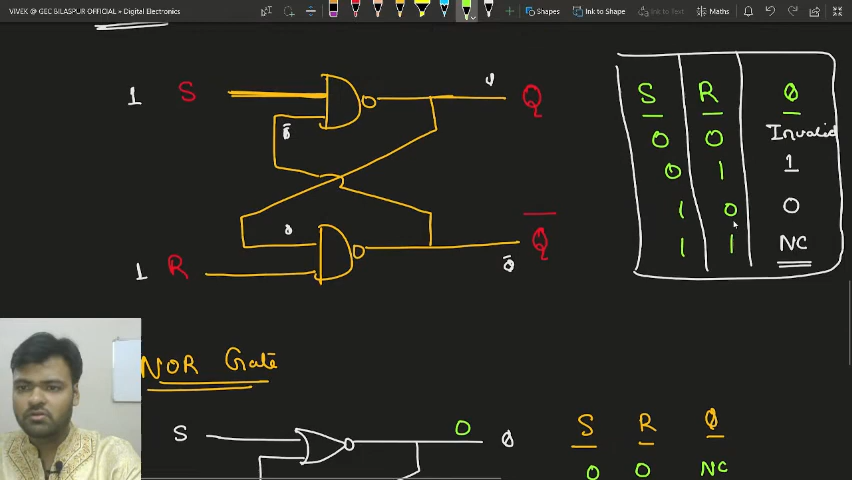 VIVEK @ GEC BILASPUR OFFICIAL » Digital Electronics
Shapes
Ink to Shape
Ink to Text
Maths
1 S
Q
1 R
Q
S R Q
0 0 Invalid
0 1 1
1 0 0
1 1 NC
NOR Gate
S 0 Q
S R Q
0 0 NC